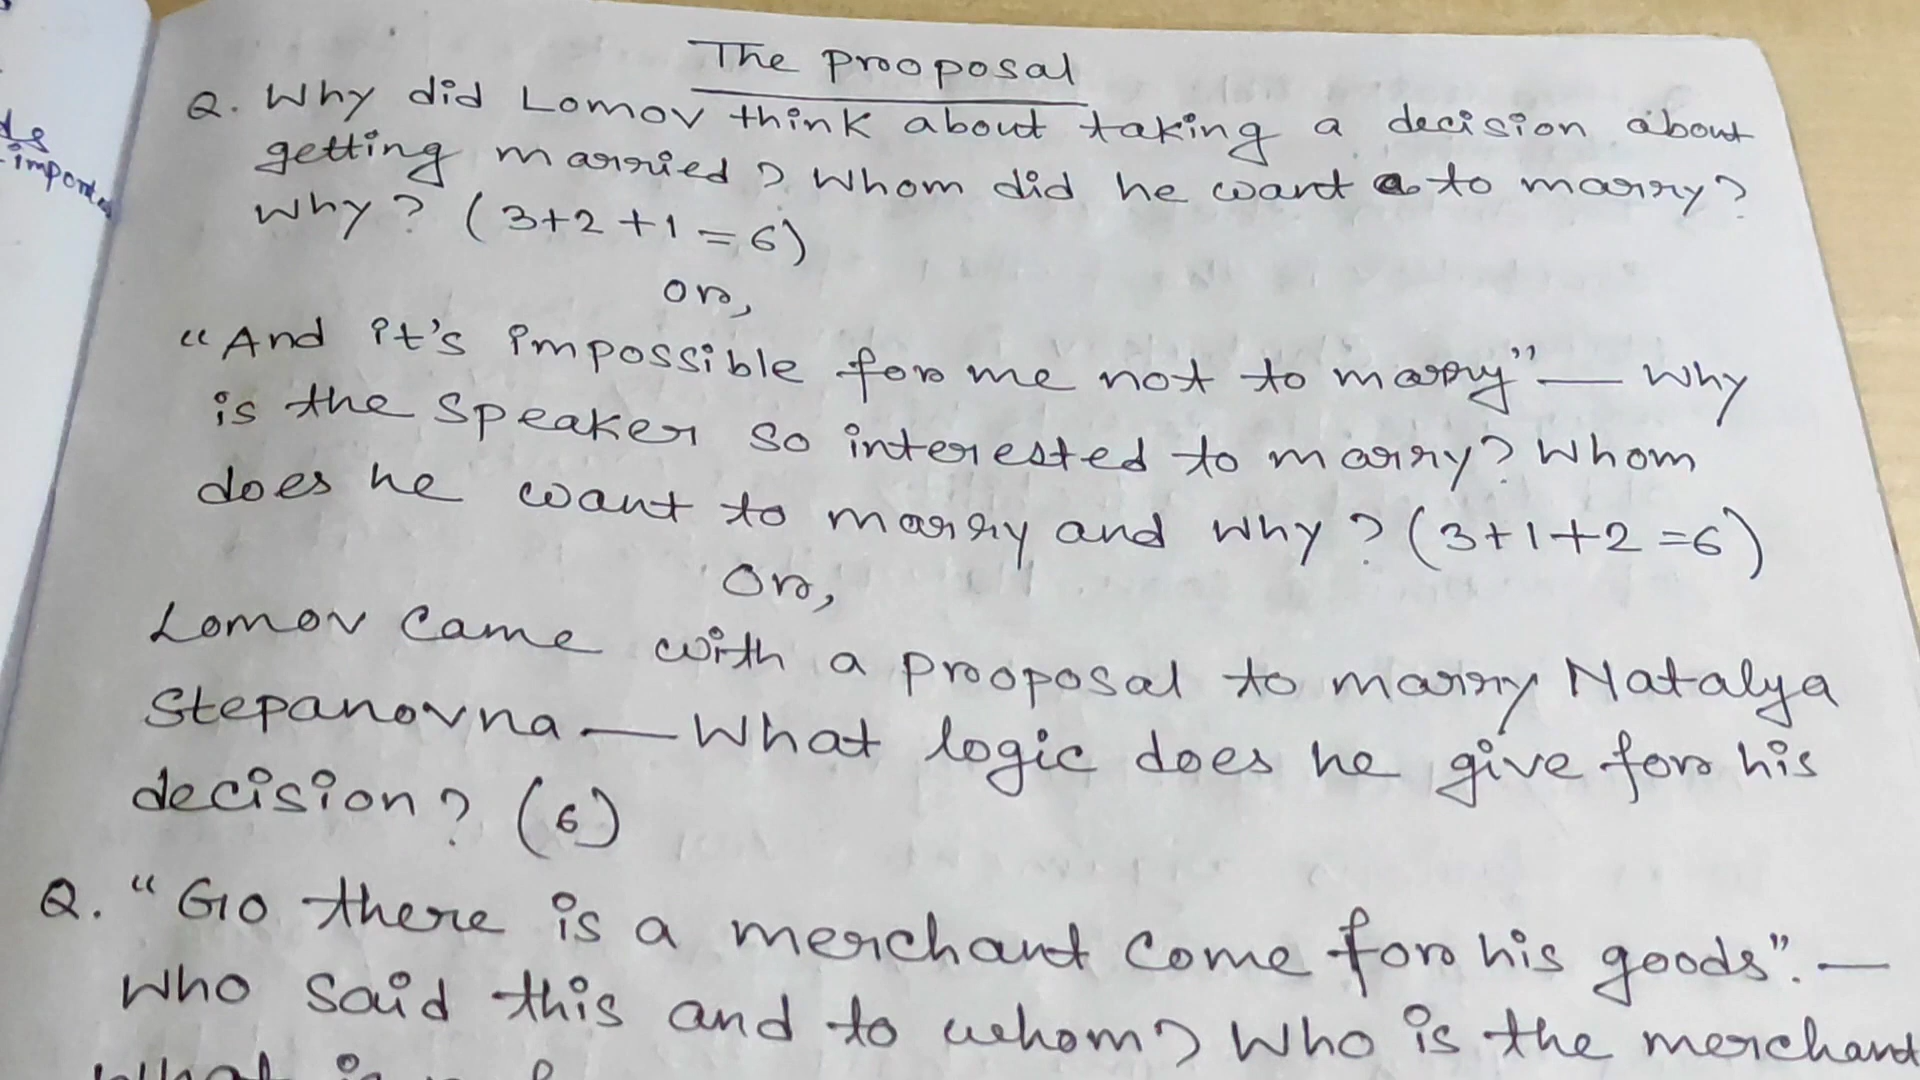 The Proposal
Q. Why did Lomov think about taking a decision about
getting married? Whom did he want to marry?
Why? (3+2+1=6)
or,
"And it's impossible for me not to marry" — Why
is the speaker so interested to marry? Whom
does he want to marry and why? (3+1+2=6)
Or,
Lomov came with a proposal to marry Natalya
Stepanovna — What logic does he give for his
decision? (6)
Q. "Go there is a merchant come for his goods". —
Who said this and to whom? Who is the merchant